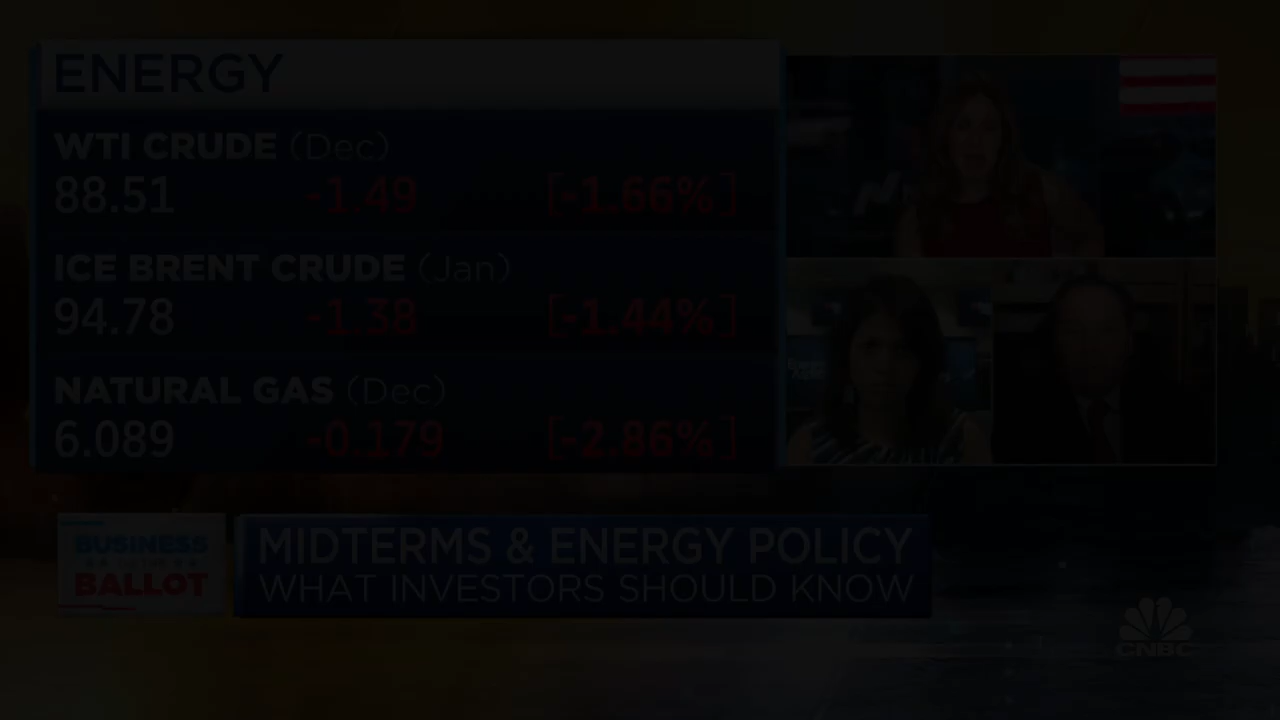 ENERGY
WTI CRUDE (Dec)
88.51 -1.49 [-1.66%]
ICE BRENT CRUDE (Jan)
94.78 -1.38 [-1.44%]
NATURAL GAS (Dec)
6.089 -0.179 [-2.86%]
BUSINESS
BALLOT
MIDTERMS & ENERGY POLICY
WHAT INVESTORS SHOULD KNOW
CNBC